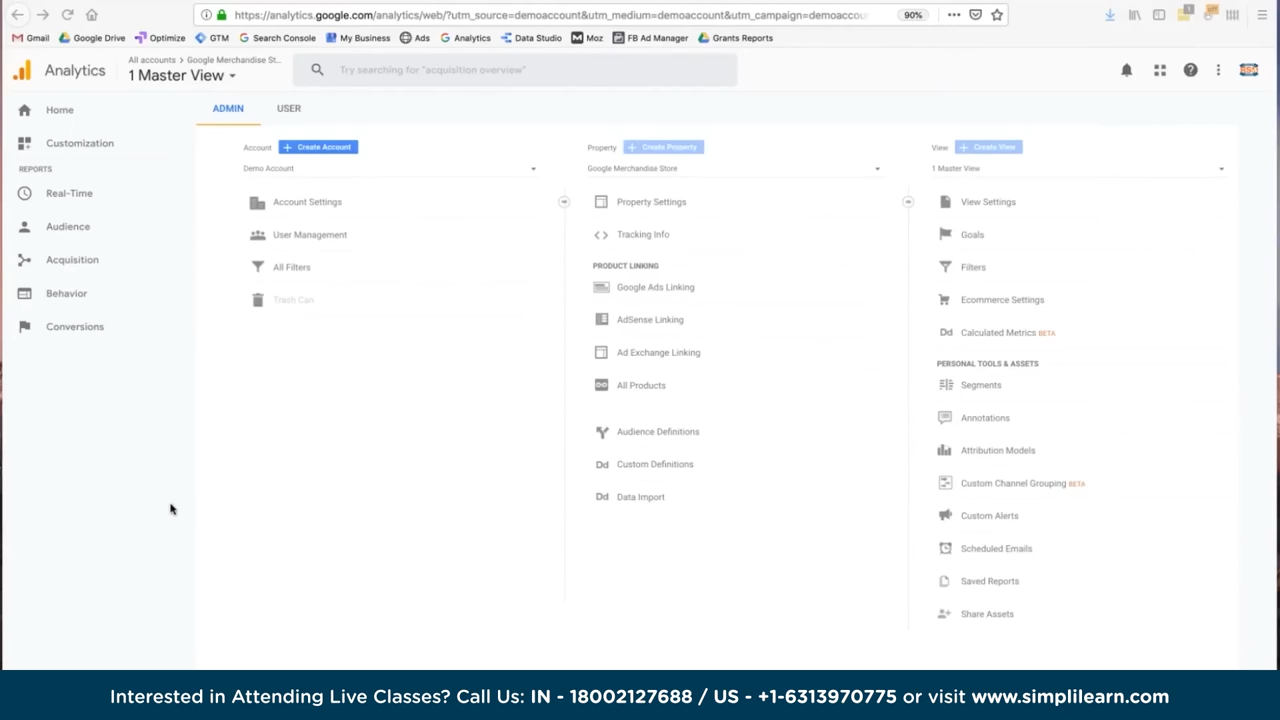 https://analytics.google.com/analytics/web/?utm_source=demoaccount&utm_medium=demoaccount&utm_campaign=demoaccou
90%
Gmail Google Drive Optimize GTM Search Console My Business Ads Analytics Data Studio Moz FB Ad Manager Grants Reports
Analytics
All accounts > Google Merchandise St...
1 Master View
Try searching for "acquisition overview"
Home
Customization
REPORTS
Real-Time
Audience
Acquisition
Behavior
Conversions
ADMIN USER
Account + Create Account
Demo Account
Account Settings
User Management
All Filters
Trash Can
Property + Create Property
Google Merchandise Store
Property Settings
Tracking Info
PRODUCT LINKING
Google Ads Linking
AdSense Linking
Ad Exchange Linking
All Products
Audience Definitions
Dd Custom Definitions
Dd Data Import
View + Create View
1 Master View
View Settings
Goals
Filters
Ecommerce Settings
Dd Calculated Metrics BETA
PERSONAL TOOLS & ASSETS
Segments
Annotations
Attribution Models
Custom Channel Grouping BETA
Custom Alerts
Scheduled Emails
Saved Reports
Share Assets
Interested in Attending Live Classes? Call Us: IN - 18002127688 / US - +1-6313970775 or visit www.simplilearn.com